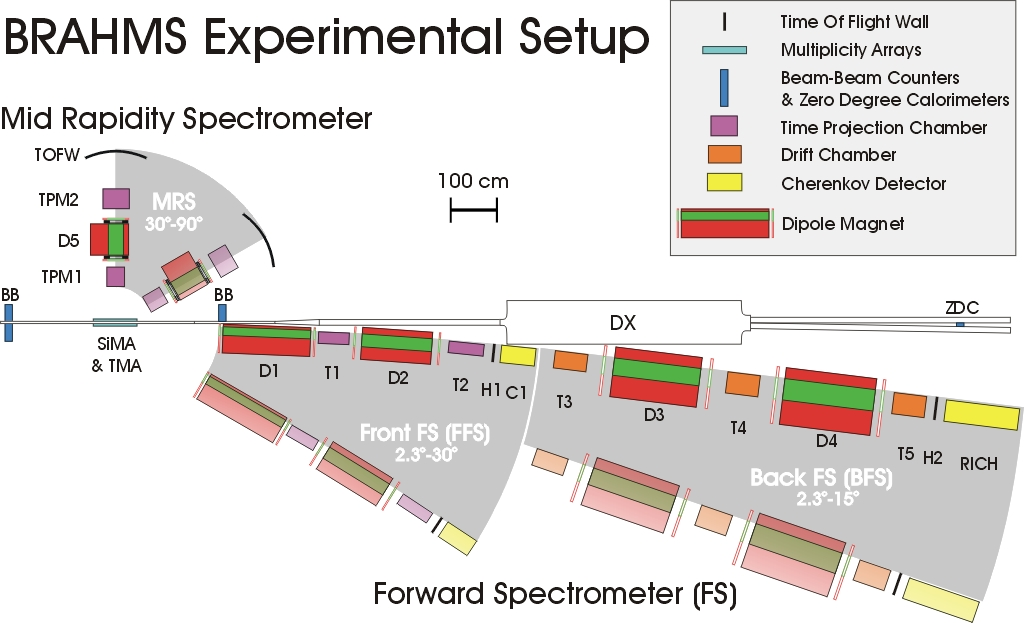 BRAHMS Experimental Setup
Time Of Flight Wall
Multiplicity Arrays
Beam-Beam Counters
& Zero Degree Calorimeters
Time Projection Chamber
Drift Chamber
Cherenkov Detector
Dipole Magnet
Mid Rapidity Spectrometer
TOFW
TPM2
MRS
30°-90°
D5
TPM1
100 cm
BB
BB
SiMA
& TMA
DX
ZDC
D1
T1
D2
T2
H1
C1
T3
D3
T4
D4
T5
H2
RICH
Front FS (FFS)
2.3°-30°
Back FS (BFS)
2.3°-15°
Forward Spectrometer (FS)